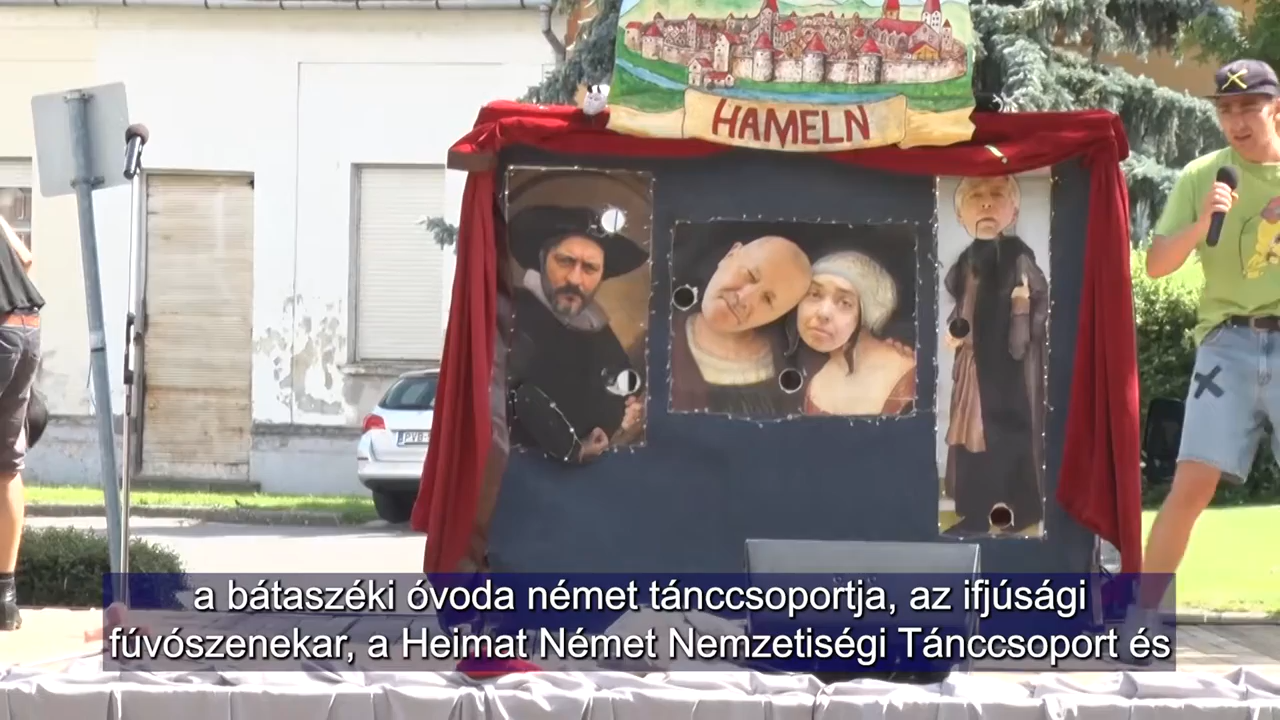 HAMELN
a bátaszéki óvoda német tánccsoportja, az ifjúsági
fúvószenekar, a Heimat Német Nemzetiségi Tánccsoport és